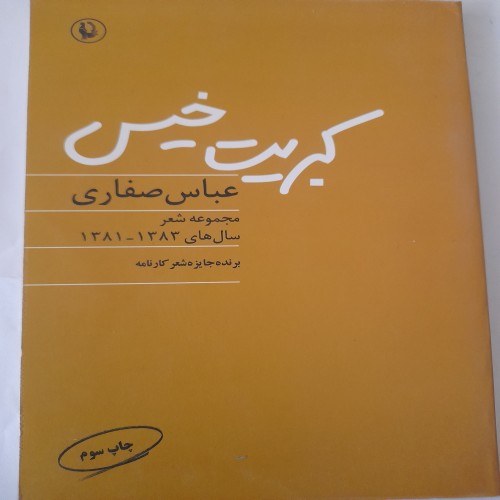 کبریت خیس
عباس صفاری
مجموعه شعر
سال‌های ۱۳۸۳-۱۳۸۱
برنده جایزه شعر کارنامه
چاپ سوم